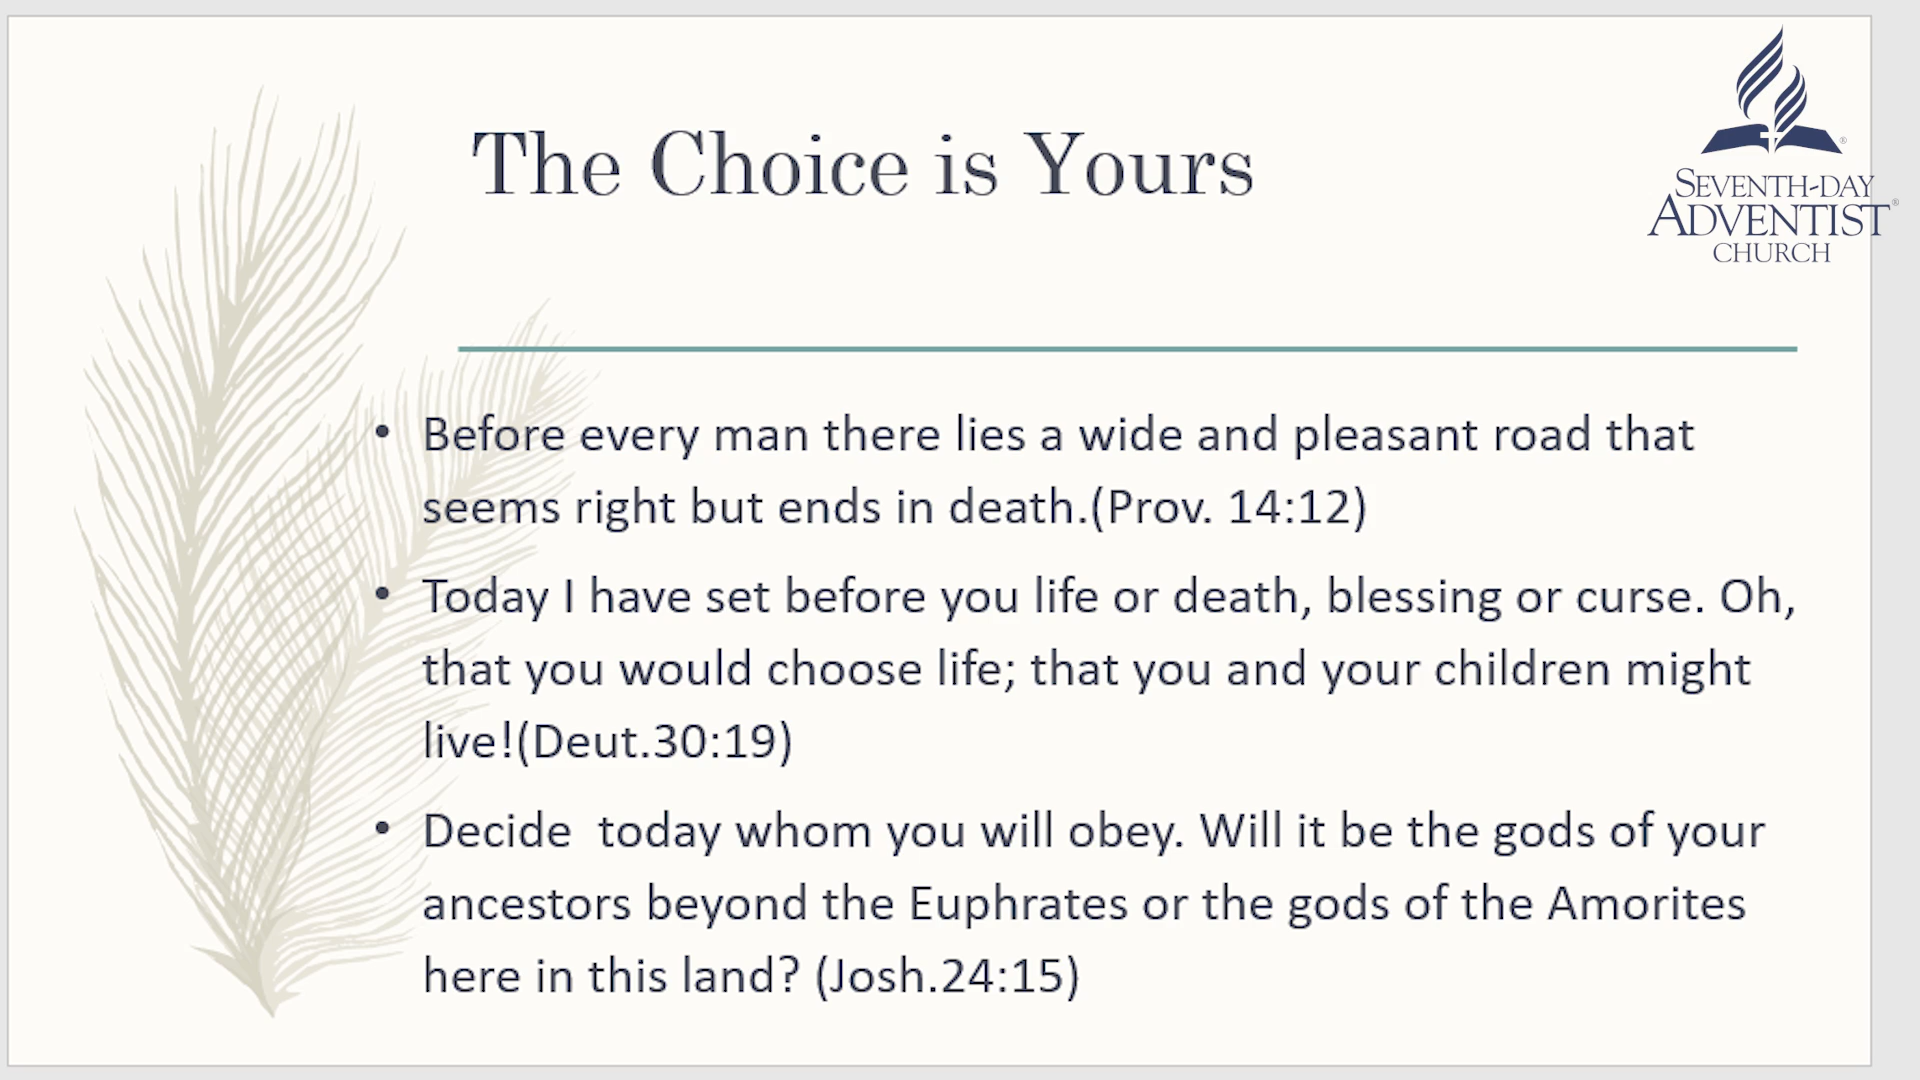 The Choice is Yours
SEVENTH-DAY
ADVENTIST®
CHURCH
• Before every man there lies a wide and pleasant road that
seems right but ends in death.(Prov. 14:12)
• Today I have set before you life or death, blessing or curse. Oh,
that you would choose life; that you and your children might
live!(Deut.30:19)
• Decide  today whom you will obey. Will it be the gods of your
ancestors beyond the Euphrates or the gods of the Amorites
here in this land? (Josh.24:15)